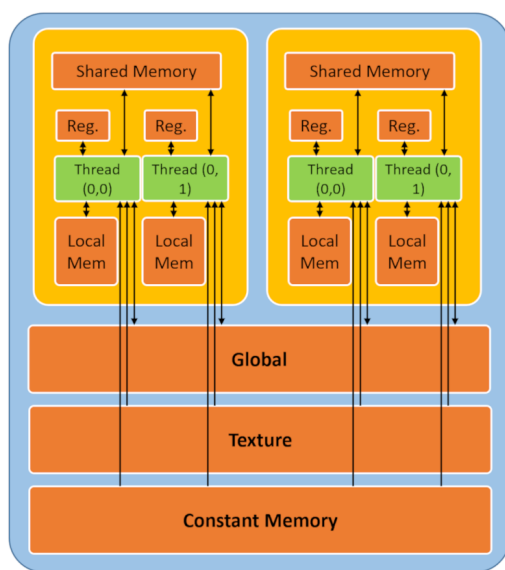 Shared Memory
Reg.
Reg.
Thread
(0,0)
Thread (0,
1)
Local
Mem
Local
Mem
Shared Memory
Reg.
Reg.
Thread
(0,0)
Thread (0,
1)
Local
Mem
Local
Mem
Global
Texture
Constant Memory